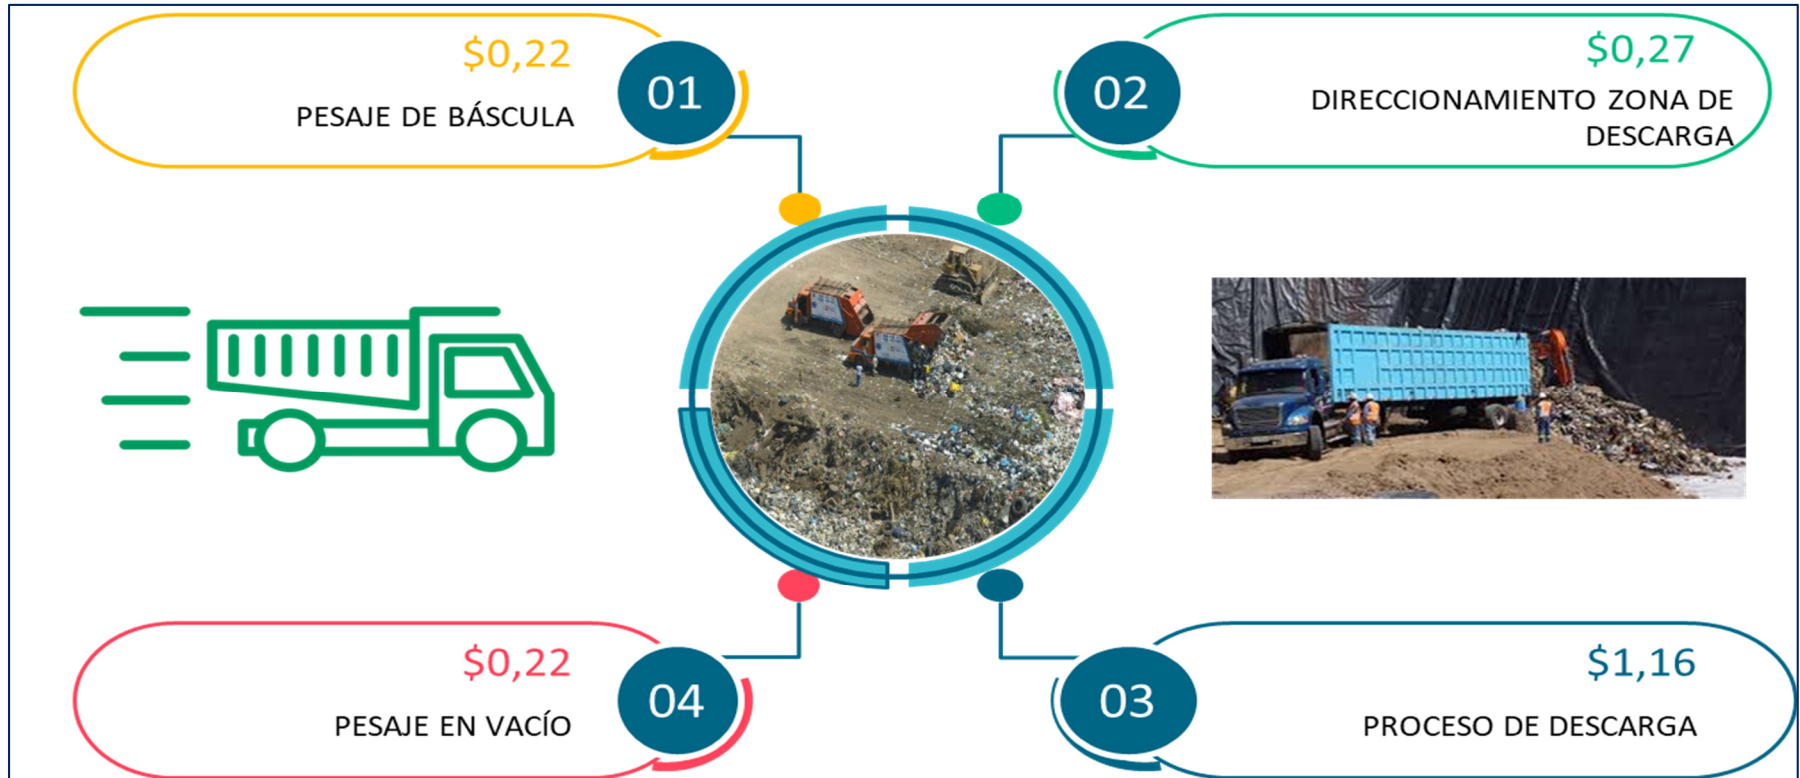 $0,22
01
PESAJE DE BÁSCULA
02
$0,27
DIRECCIONAMIENTO ZONA DE
DESCARGA
$0,22
04
PESAJE EN VACÍO
03
$1,16
PROCESO DE DESCARGA